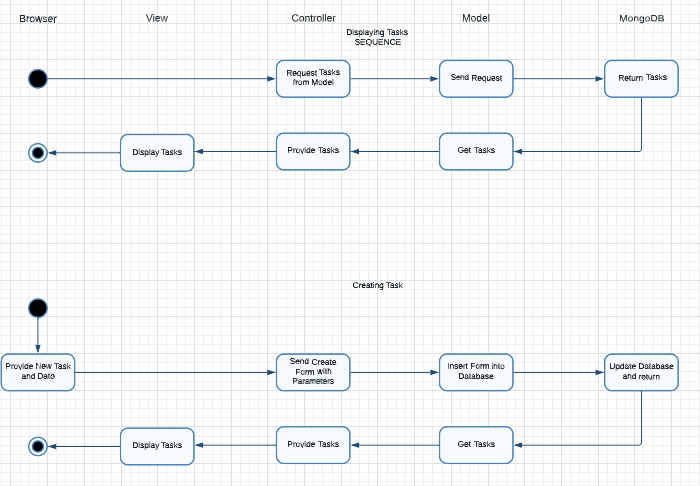 Browser View Controller Model MongoDB
Displaying Tasks
SEQUENCE
Request Tasks
from Model
Send Request
Return Tasks
Display Tasks
Provide Tasks
Get Tasks
Creating Task
Provide New Task
and Date
Send Create
Form with
Parameters
Insert Form into
Database
Update Database
and return
Display Tasks
Provide Tasks
Get Tasks